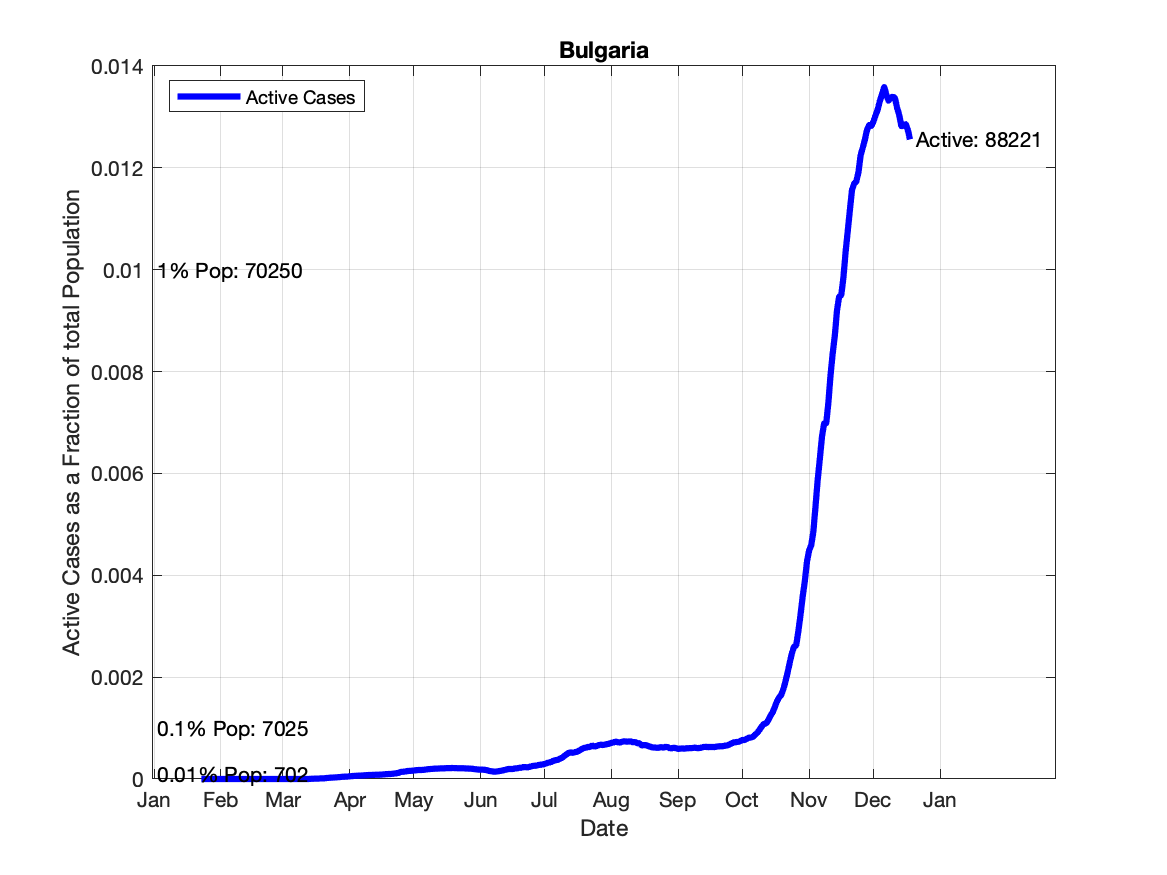 Bulgaria
0.014
Active Cases
Active: 88221
0.012
1% Pop: 70250
0.01
0.008
0.006
0.004
0.002
0.1% Pop: 7025
0.01% Pop: 702
0
Active Cases as a Fraction of total Population
Jan Feb Mar Apr May Jun Jul Aug Sep Oct Nov Dec Jan
Date